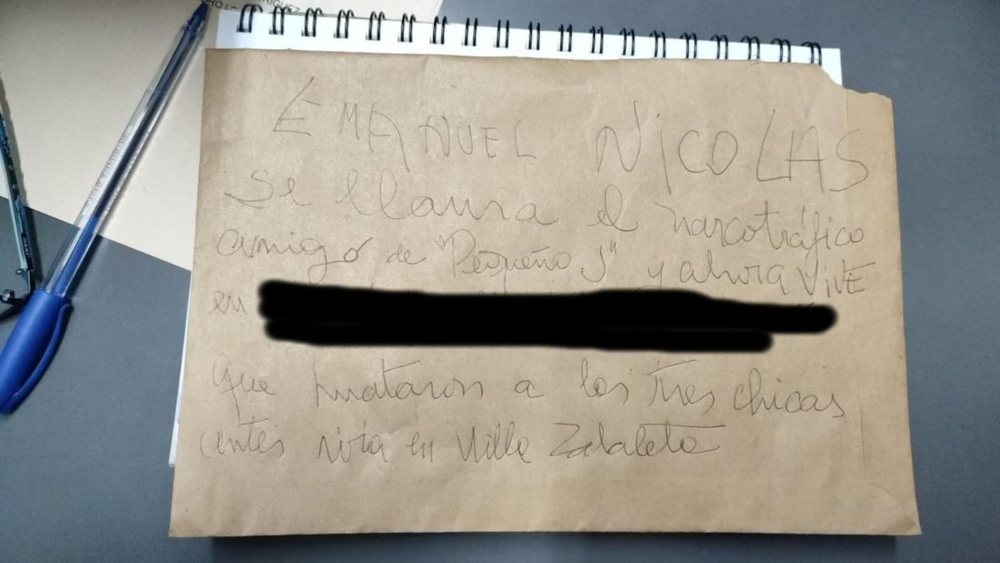 EMANUEL NICOLAS
se llama el narcotráfico
amigo de "Pequeño J" y ahora VIVE
en
que mataron a las tres chicas
antes vivia en Villa Zabaleta